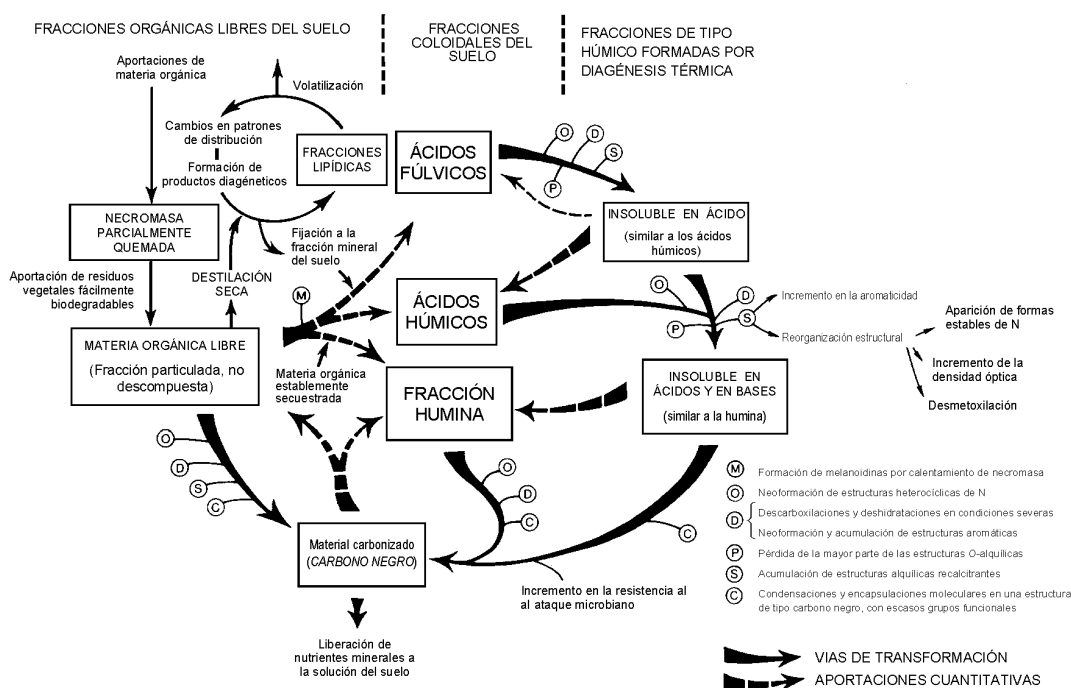 FRACCIONES ORGÁNICAS LIBRES DEL SUELO
FRACCIONES
COLOIDALES DEL
SUELO
FRACCIONES DE TIPO
HÚMICO FORMADAS POR
DIAGÉNESIS TÉRMICA
Aportaciones de
materia orgánica
Volatilización
Cambios en patrones
de distribución
Formación de
productos diagéneticos
FRACCIONES
LIPÍDICAS
ÁCIDOS
FÚLVICOS
O
D
S
P
NECROMASA
PARCIALMENTE
QUEMADA
INSOLUBLE EN ÁCIDO
(similar a los ácidos
húmicos)
Fijación a la
fracción mineral
del suelo
Aportación de residuos
vegetales fácilmente
biodegradables
DESTILACIÓN
SECA
M
ÁCIDOS
HÚMICOS
O
D
S
P
Incremento en la aromaticidad
Reorganización estructural
Aparición de formas
estables de N
Incremento de la
densidad óptica
Desmetoxilación
MATERIA ORGÁNICA LIBRE
(Fracción particulada, no
descompuesta)
Materia orgánica
establemente
secuestrada
FRACCIÓN
HUMINA
INSOLUBLE EN
ÁCIDOS Y EN BASES
(similar a la humina)
O
D
S
C
O
D
C
C
Material carbonizado
(CARBONO NEGRO)
Incremento en la resistencia al
al ataque microbiano
Liberación de
nutrientes minerales a
la solución del suelo
M Formación de melanoidinas por calentamiento de necromasa
O Neoformación de estructuras heterocíclicas de N
D Descarboxilaciones y deshidrataciones en condiciones severas
Neoformación y acumulación de estructuras aromáticas
P Pérdida de la mayor parte de las estructuras O-alquílicas
S Acumulación de estructuras alquílicas recalcitrantes
C Condensaciones y encapsulaciones moleculares en una estructura
de tipo carbono negro, con escasos grupos funcionales
VIAS DE TRANSFORMACIÓN
APORTACIONES CUANTITATIVAS